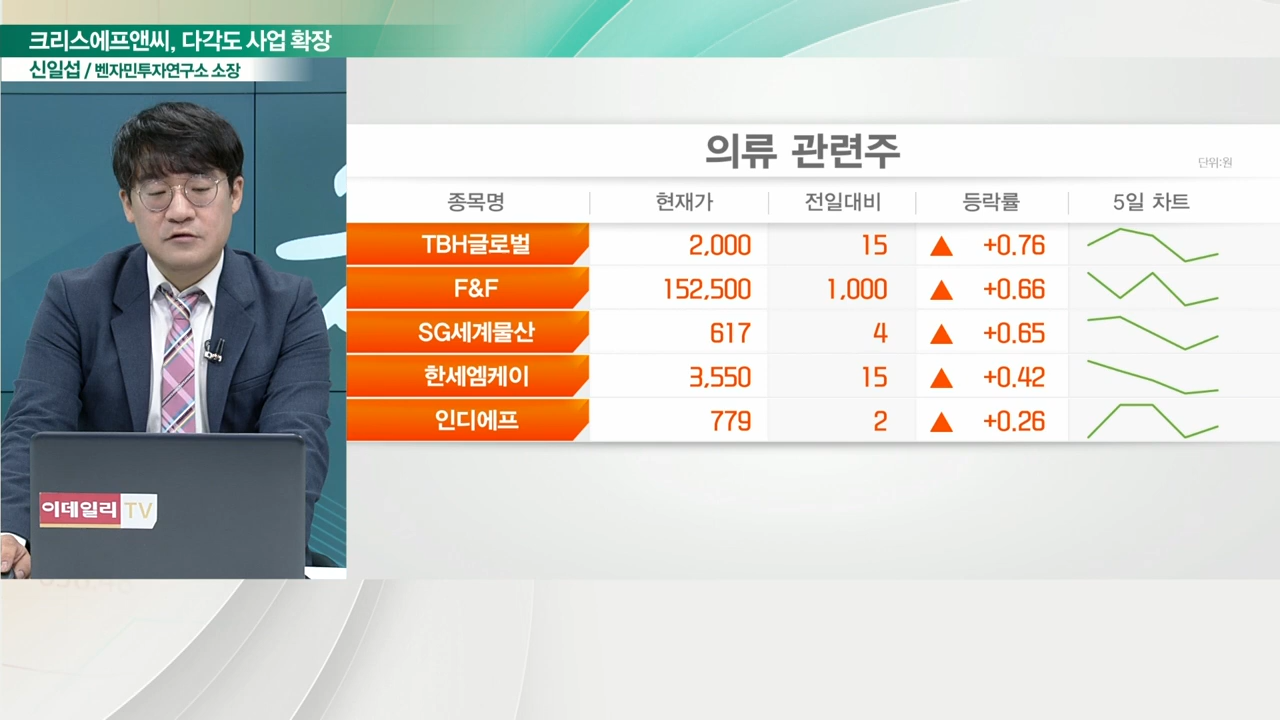 크리스에프앤씨, 다각도 사업 확장
신일섭 / 벤자민투자연구소 소장
의류 관련주
단위:원
종목명 현재가 전일대비 등락률 5일 차트
TBH글로벌 2,000 15 ▲ +0.76
F&F 152,500 1,000 ▲ +0.66
SG세계물산 617 4 ▲ +0.65
한세엠케이 3,550 15 ▲ +0.42
인디에프 779 2 ▲ +0.26
이데일리 TV